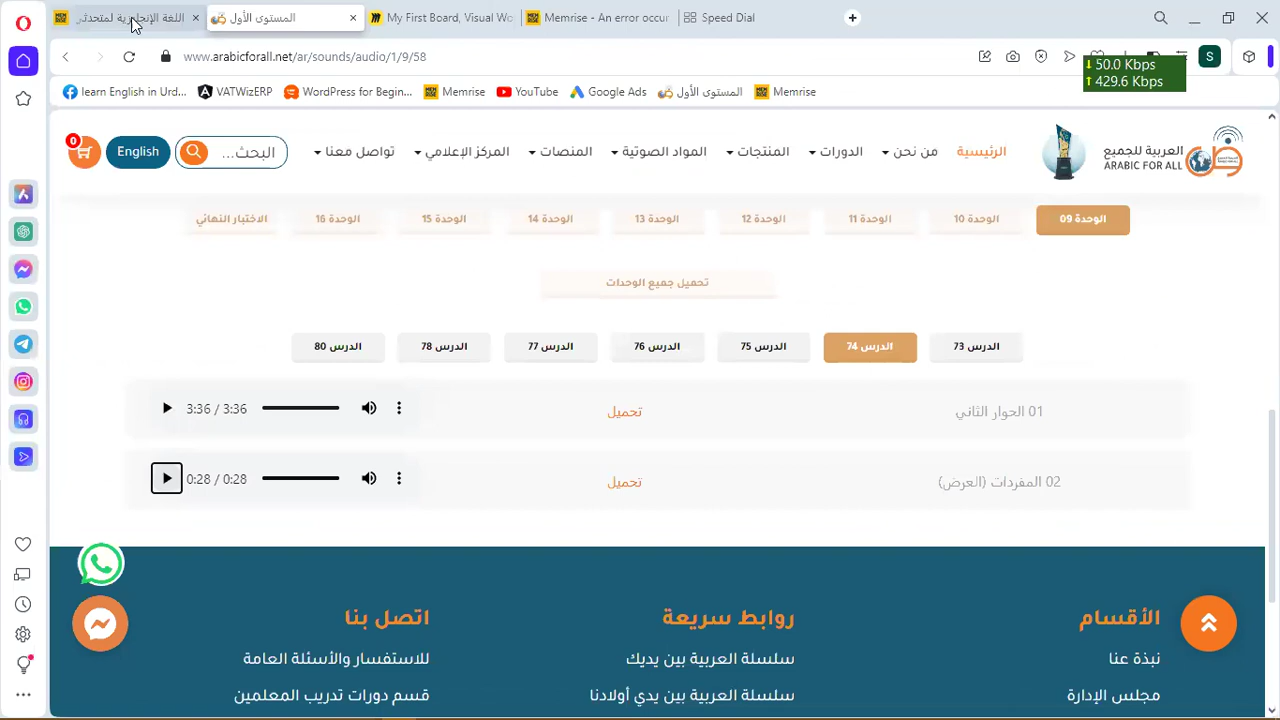 اللغة الإنجليزية لمتحدثي
المستوى الأول
My First Board, Visual Wo
Memrise - An error occur
Speed Dial
www.arabicforall.net/ar/sounds/audio/1/9/58
S
50.0 Kbps
429.6 Kbps
learn English in Urd...
VATWizERP
WordPress for Begin...
Memrise
YouTube
Google Ads
المستوى الأول
Memrise
العربية للجميع
ARABIC FOR ALL
الرئيسية
من نحن
الدورات
المنتجات
المواد الصوتية
المنصات
المركز الإعلامي
تواصل معنا
البحث...
English
0
الوحدة 09
الوحدة 10
الوحدة 11
الوحدة 12
الوحدة 13
الوحدة 14
الوحدة 15
الوحدة 16
الاختبار النهائي
تحميل جميع الوحدات
الدرس 73
الدرس 74
الدرس 75
الدرس 76
الدرس 77
الدرس 78
الدرس 80
01 الحوار الثاني
تحميل
3:36 / 3:36
02 المفردات (العرض)
تحميل
0:28 / 0:28
الأقسام
روابط سريعة
اتصل بنا
نبذة عنا
سلسلة العربية بين يديك
للاستفسار والأسئلة العامة
مجلس الإدارة
سلسلة العربية بين يدي أولادنا
قسم دورات تدريب المعلمين